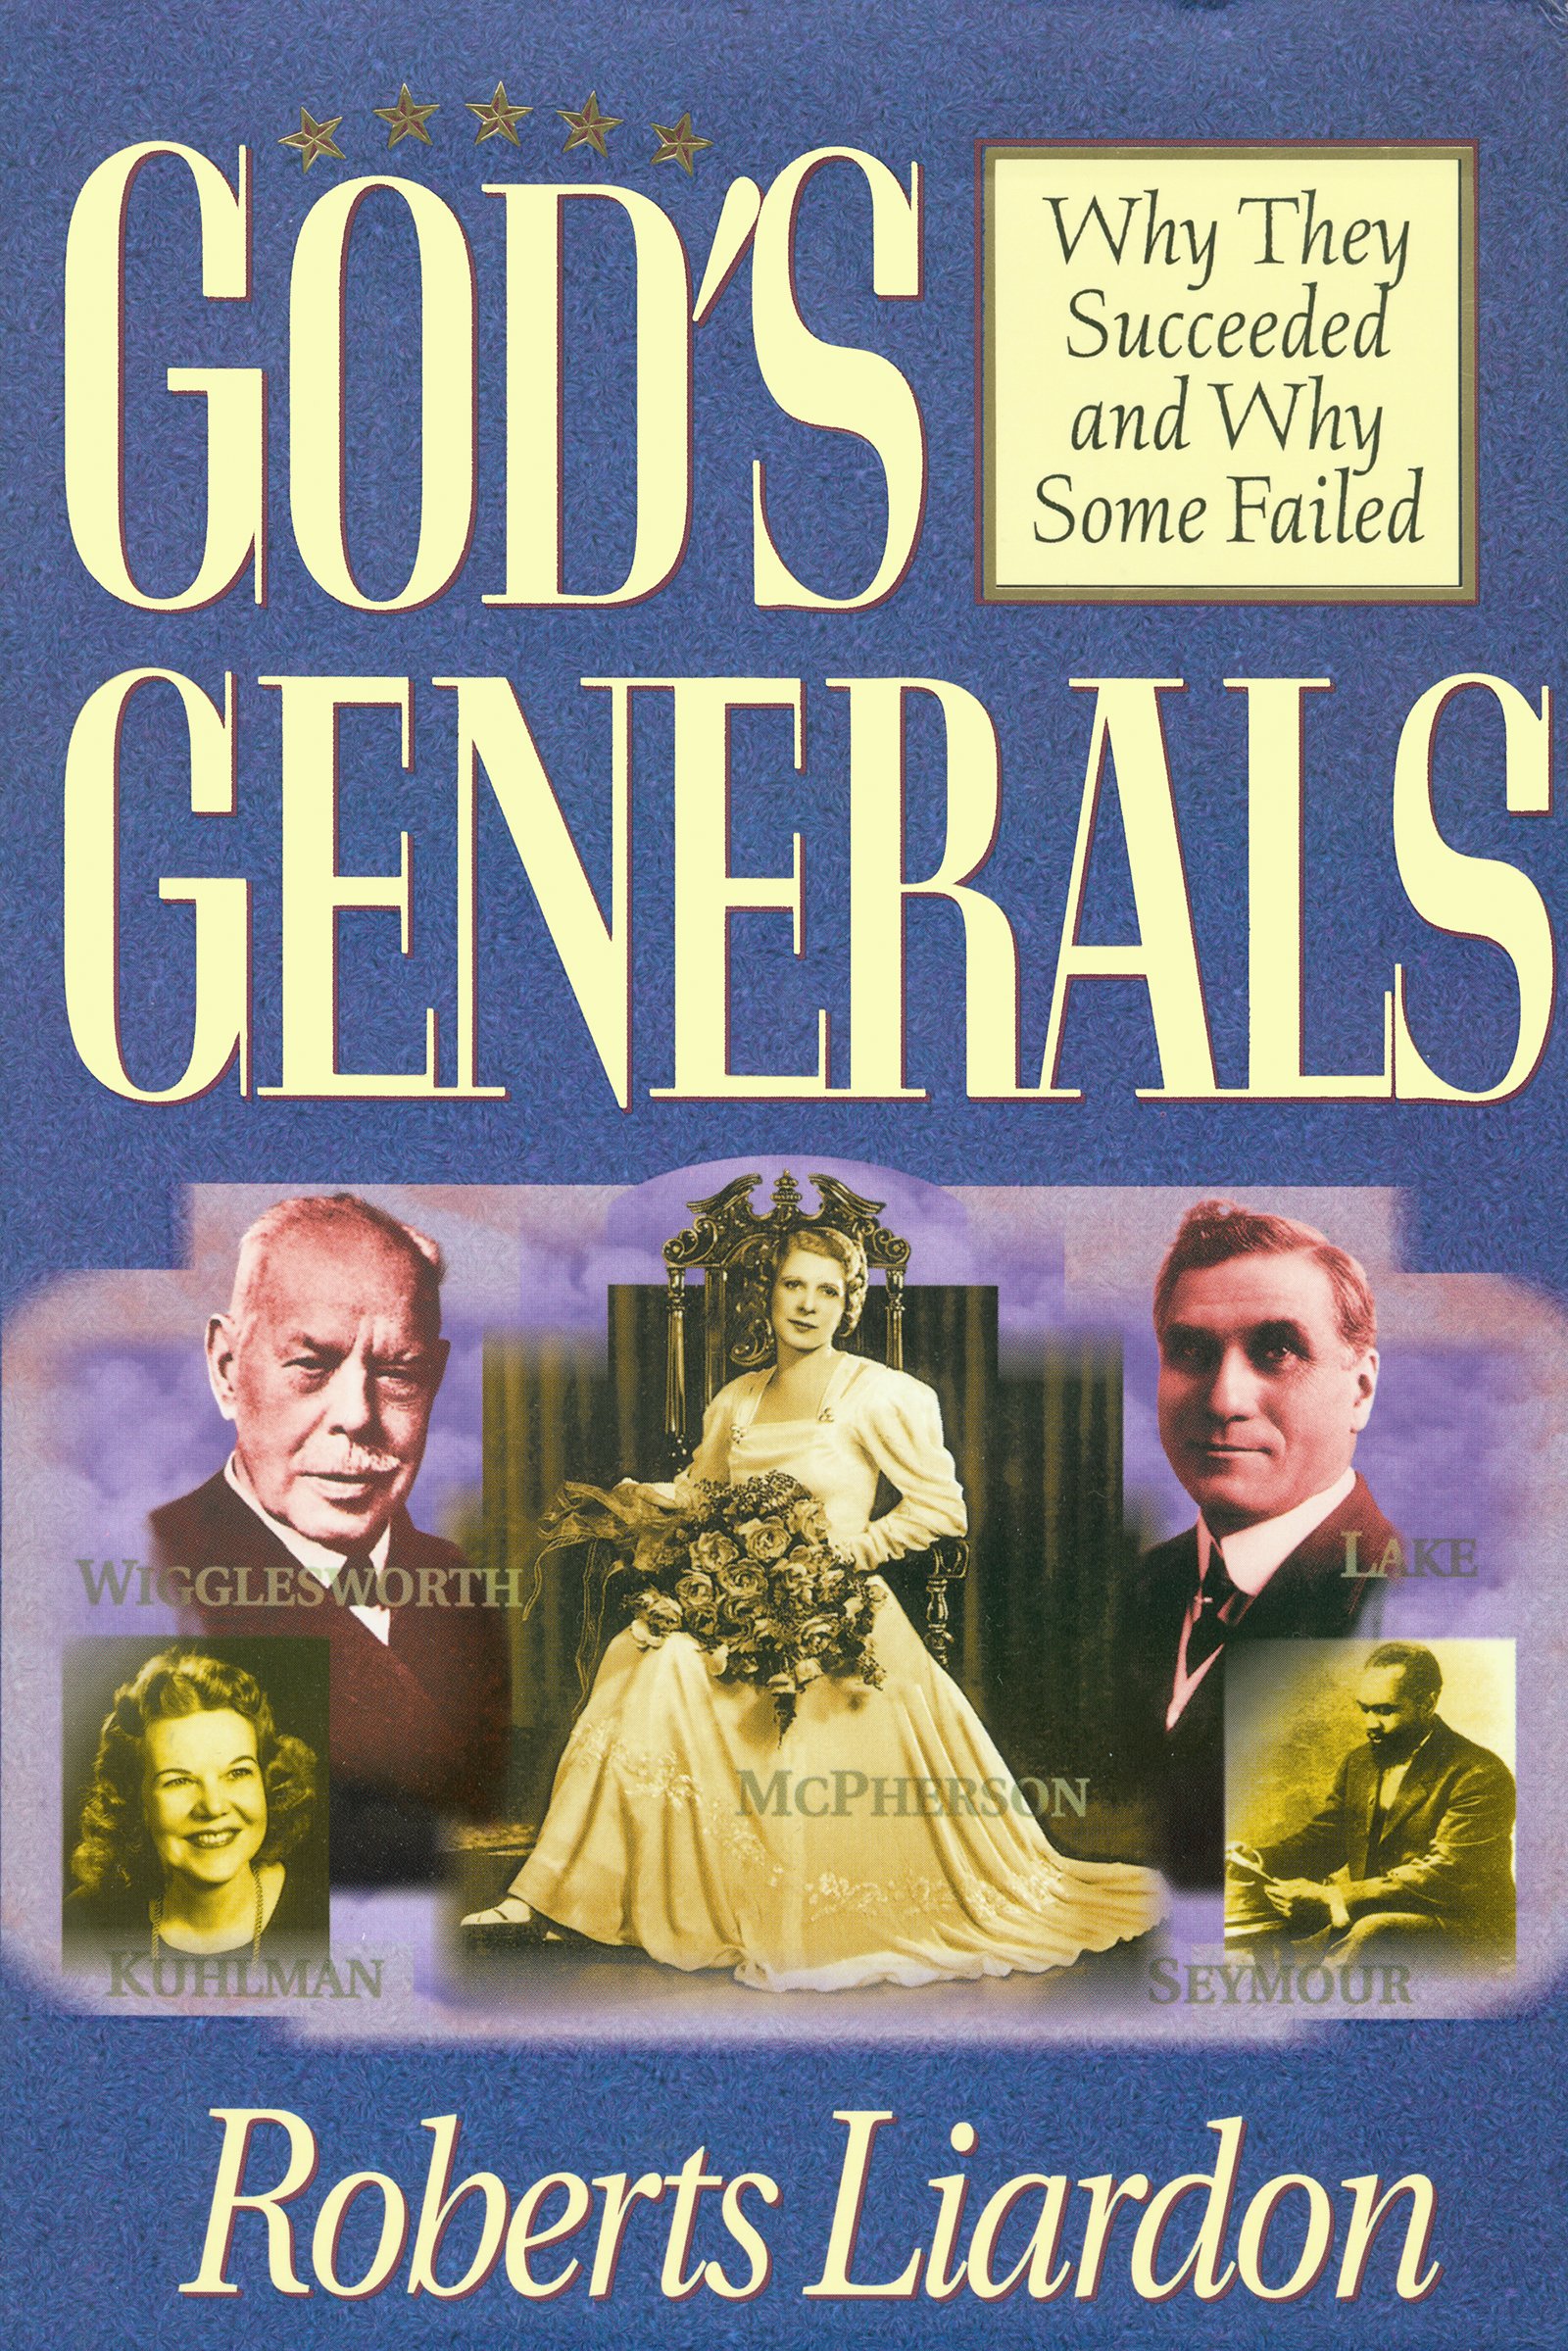 GOD'S
Why They
Succeeded
and Why
Some Failed
GENERALS
WIGGLESWORTH
LAKE
MCPHERSON
KUHLMAN
SEYMOUR
Roberts Liardon